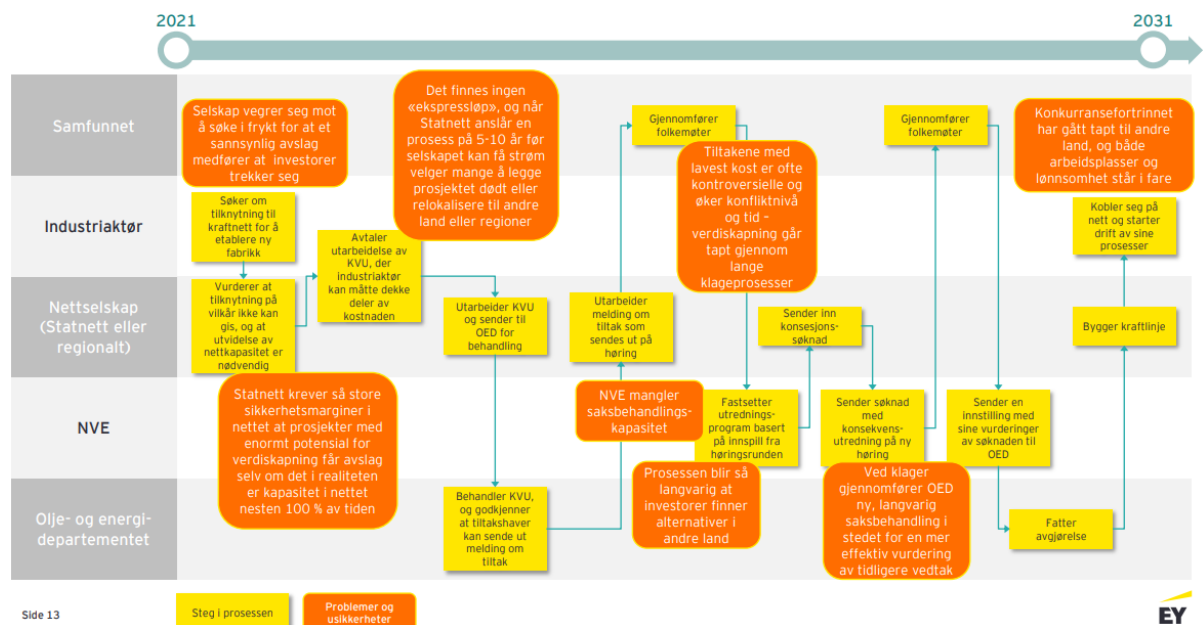 2021
2031
Samfunnet
Selskap vegrer seg mot
å søke i frykt for at et
sannsynlig avslag
medfører at investorer
trekker seg
Det finnes ingen
«ekspressløp», og når
Statnett anslår en
prosess på 5-10 år før
selskapet kan få strøm
velger mange å legge
prosjektet dødt eller
relokalisere til andre
land eller regioner
Gjennomfører
folkemøter
Tiltakene med
lavest kost er ofte
kontroversielle og
øker konfliktnivå
og tid –
verdiskapning går
tapt gjennom
lange
klageprosesser
Gjennomfører
folkemøter
Konkurransefortrinnet
har gått tapt til andre
land, og både
arbeidsplasser og
lønnsomhet står i fare
Industriaktør
Søker om
tilknytning til
kraftnett for å
etablere ny
fabrikk
Avtaler
utarbeidelse av
KVU, der
industriaktør
kan måtte dekke
deler av
kostnaden
Kobler seg på
nett og starter
drift av sine
prosesser
Nettselskap
(Statnett eller
regionalt)
Vurderer at
tilknytning på
vilkår ikke kan
gis, og at
utvidelse av
nettkapasitet er
nødvendig
Utarbeider KVU
og sender til
OED for
behandling
Utarbeider
melding om
tiltak som
sendes ut på
høring
Sender inn
konsesjons-
søknad
Bygger kraftlinje
NVE
Statnett krever så store
sikkerhetsmarginer i
nettet at prosjekter med
enormt potensial for
verdiskapning får avslag
selv om det i realiteten
er kapasitet i nettet
nesten 100 % av tiden
NVE mangler
saksbehandlings-
kapasitet
Fastsetter
utrednings-
program basert
på innspill fra
høringsrunden
Sender søknad
med
konsekvens-
utredning på ny
høring
Sender en
innstilling med
sine vurderinger
av søknaden til
OED
Olje- og energi-
departementet
Behandler KVU,
og godkjenner
at tiltakshaver
kan sende ut
melding om
tiltak
Prosessen blir så
langvarig at
investorer finner
alternativer i
andre land
Ved klager
gjennomfører OED
ny, langvarig
saksbehandling i
stedet for en mer
effektiv vurdering
av tidligere vedtak
Fatter
avgjørelse
Side 13
Steg i prosessen
Problemer og
usikkerheter
EY